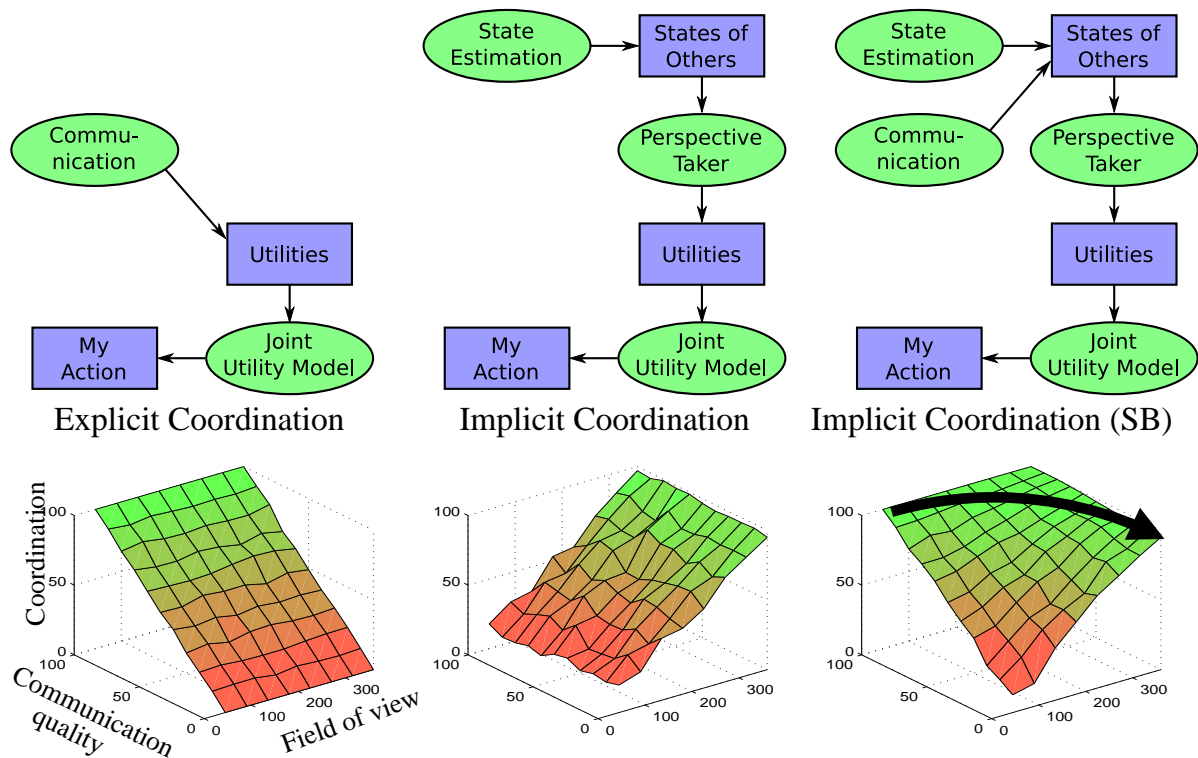 Commu-
nication
Utilities
My
Action
Joint
Utility Model
Explicit Coordination
State
Estimation
States of
Others
Perspective
Taker
Utilities
My
Action
Joint
Utility Model
Implicit Coordination
State
Estimation
States of
Others
Commu-
nication
Perspective
Taker
Utilities
My
Action
Joint
Utility Model
Implicit Coordination (SB)
Coordination
100
50
0
100
50
0
Communication
quality
0
100
200
300
Field of view
100
50
0
100
50
0
0
100
200
300
100
50
0
100
50
0
0
100
200
300